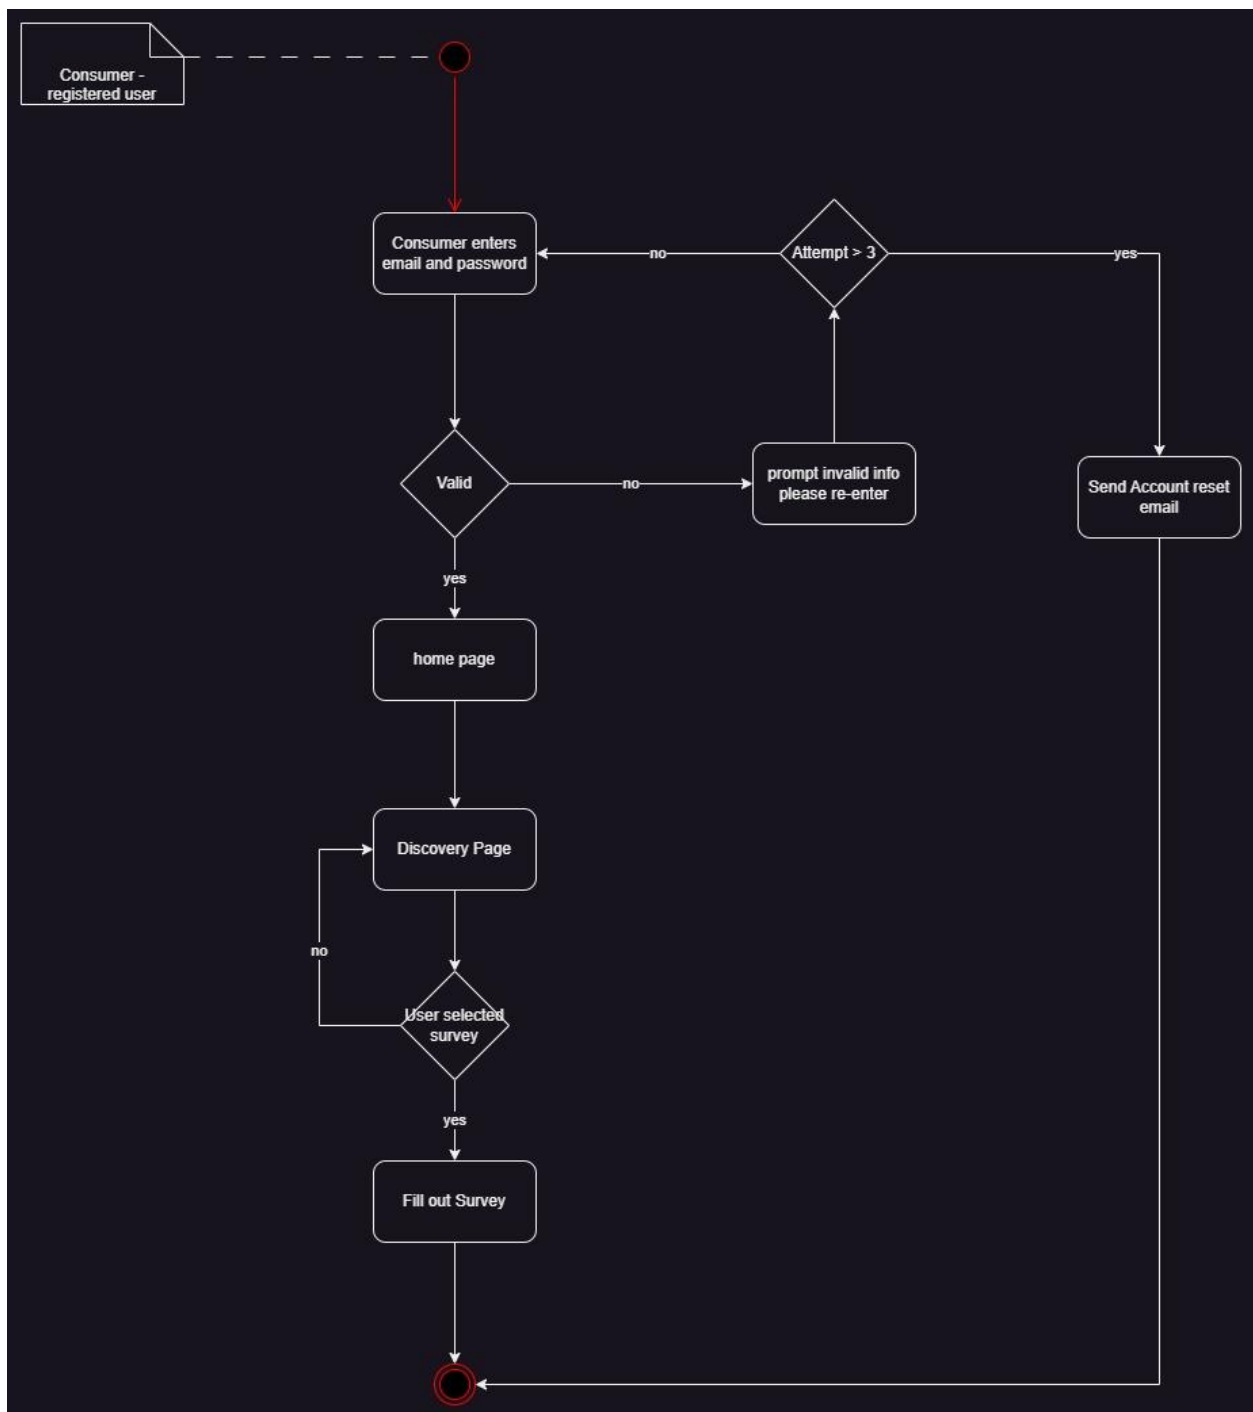 Consumer -
registered user
Consumer enters
email and password
no
Attempt > 3
yes
Valid
no
prompt invalid info
please re-enter
Send Account reset
email
yes
home page
Discovery Page
no
User selected
survey
yes
Fill out Survey